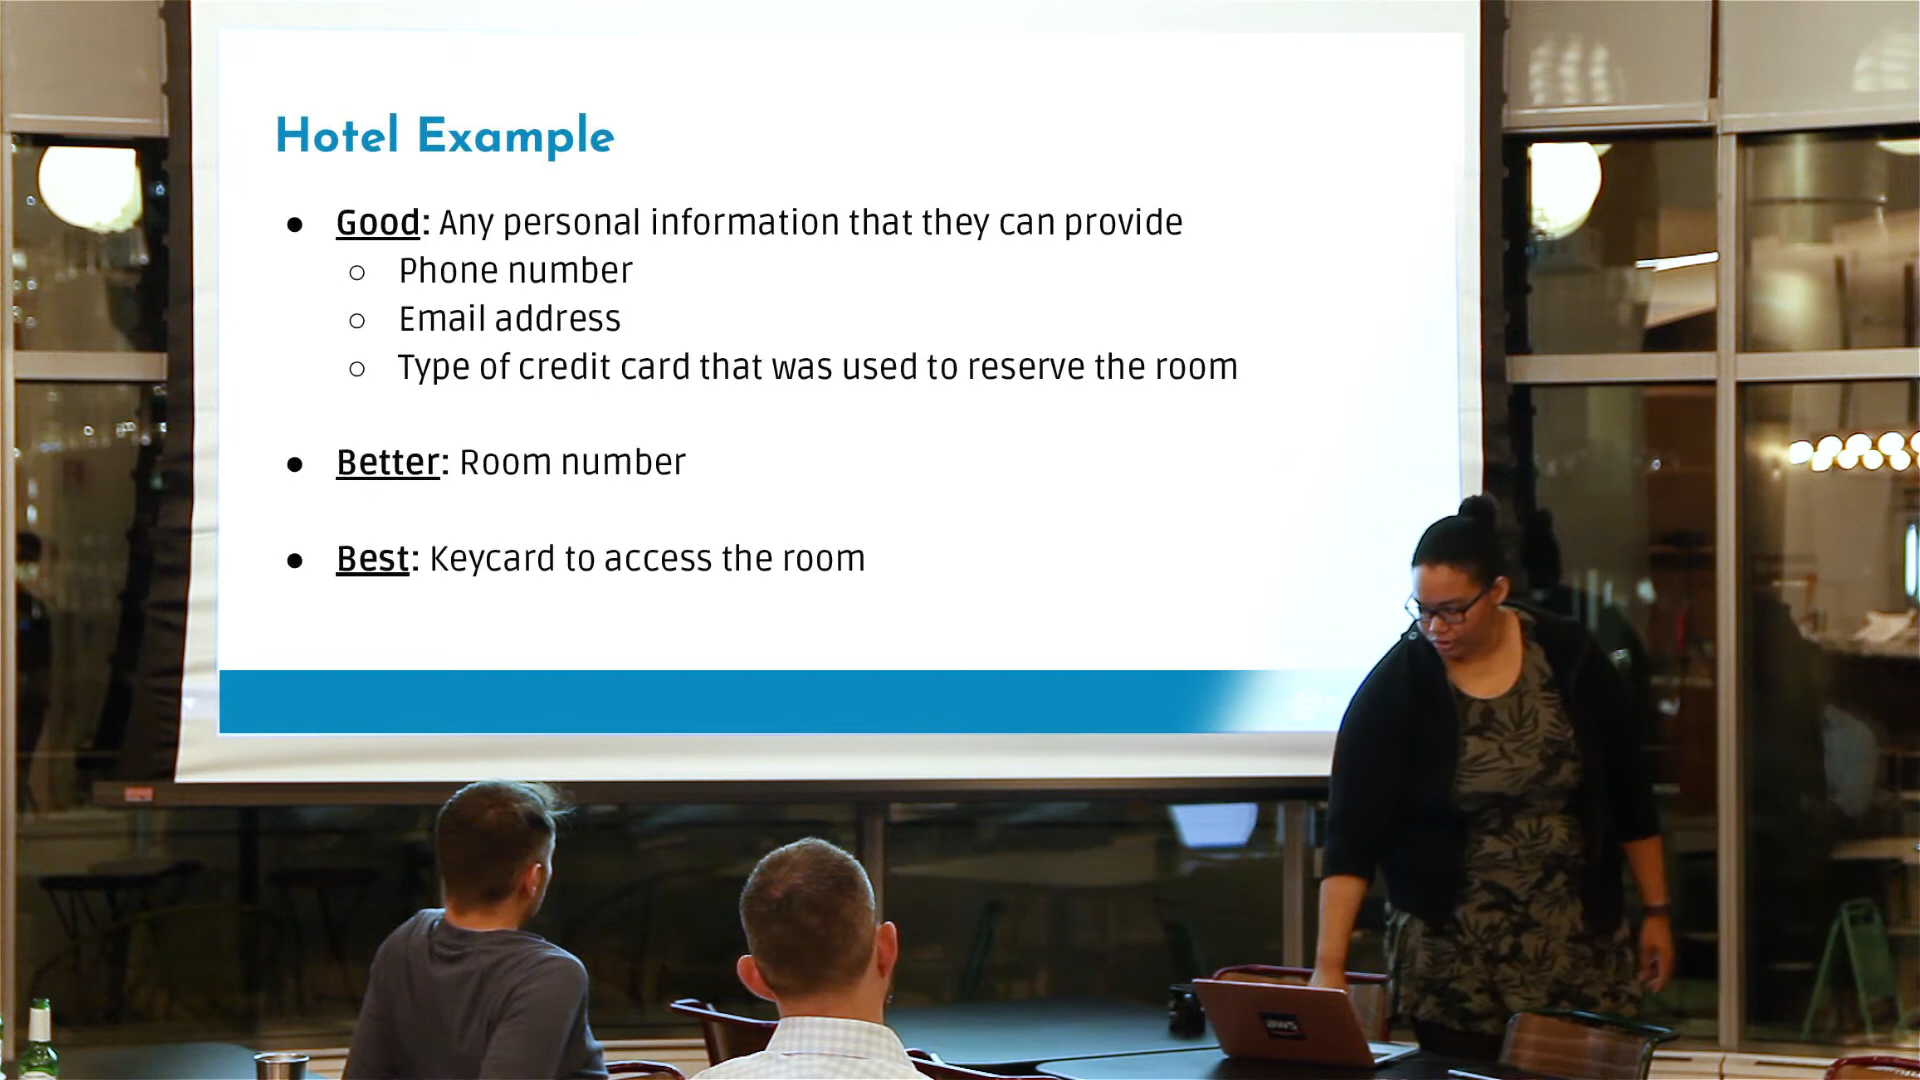 Hotel Example
● Good: Any personal information that they can provide
○ Phone number
○ Email address
○ Type of credit card that was used to reserve the room
● Better: Room number
● Best: Keycard to access the room
aws